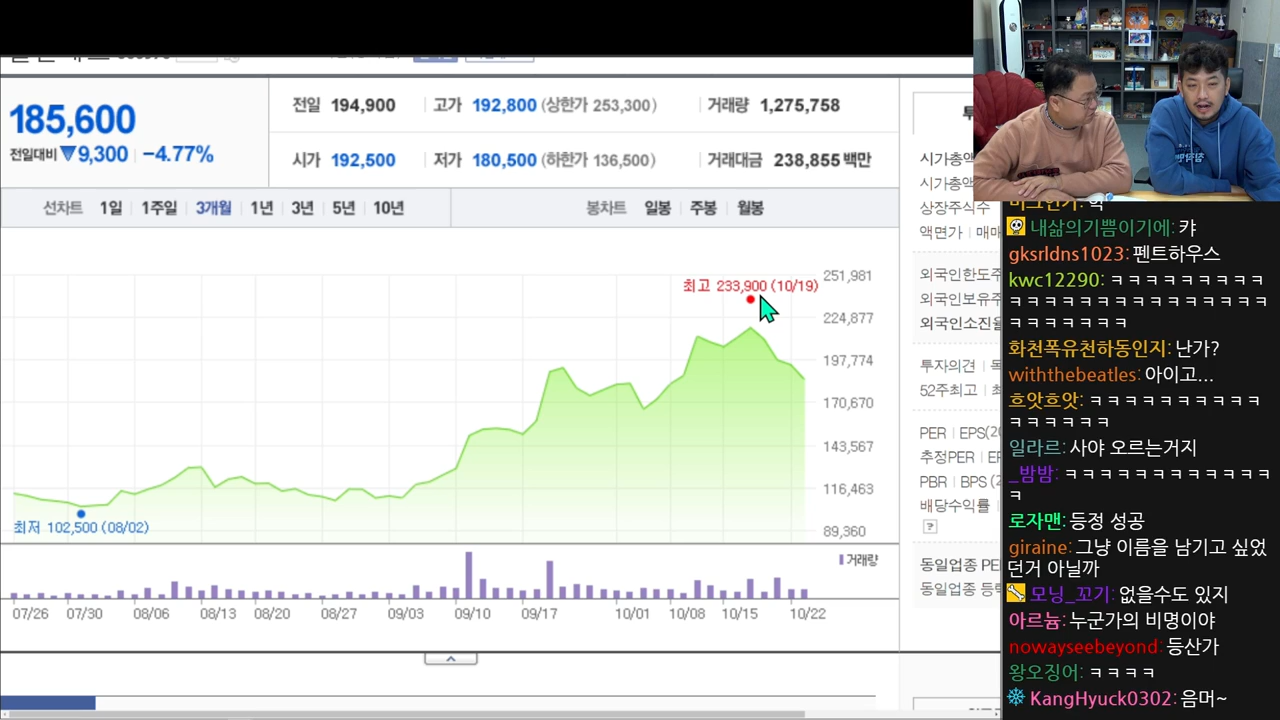 185,600
전일대비 ▼9,300 -4.77%
전일 194,900 고가 192,800 (상한가 253,300) 거래량 1,275,758
시가 192,500 저가 180,500 (하한가 136,500) 거래대금 238,855 백만
선차트 1일 1주일 3개월 1년 3년 5년 10년 봉차트 일봉 주봉 월봉
최고 233,900 (10/19)
최저 102,500 (08/02)
251,981
224,877
197,774
170,670
143,567
116,463
89,360
거래량
07/26 07/30 08/06 08/13 08/20 08/27 09/03 09/10 09/17 10/01 10/08 10/15 10/22
시가총액
시가총액
상장주식수
액면가 매매
외국인한도주
외국인보유주
외국인소진율
투자의견
52주최고
PER EPS(20
추정PER
PBR BPS (2
배당수익률
?
동일업종 PE
동일업종 등락
내삶의기쁨이기에: 캬
gksrldns1023: 펜트하우스
kwc12290: ㅋㅋㅋㅋㅋㅋㅋㅋㅋ
ㅋㅋㅋㅋㅋㅋㅋㅋㅋㅋㅋㅋㅋㅋㅋ
ㅋㅋㅋㅋㅋㅋㅋ
화천폭유천하동인지: 난가?
withthebeatles: 아이고...
흐앗흐앗: ㅋㅋㅋㅋㅋㅋㅋㅋㅋㅋ
ㅋㅋㅋㅋㅋㅋ
일라르: 사야 오르는거지
_밤밤: ㅋㅋㅋㅋㅋㅋㅋㅋㅋㅋㅋㅋ
ㅋ
로자맨: 등정 성공
giraine: 그냥 이름을 남기고 싶었
던거 아닐까
모닝_꼬기: 없을수도 있지
아르늄: 누군가의 비명이야
nowayseebeyond: 등산가
왕오징어: ㅋㅋㅋㅋ
KangHyuck0302: 음머~